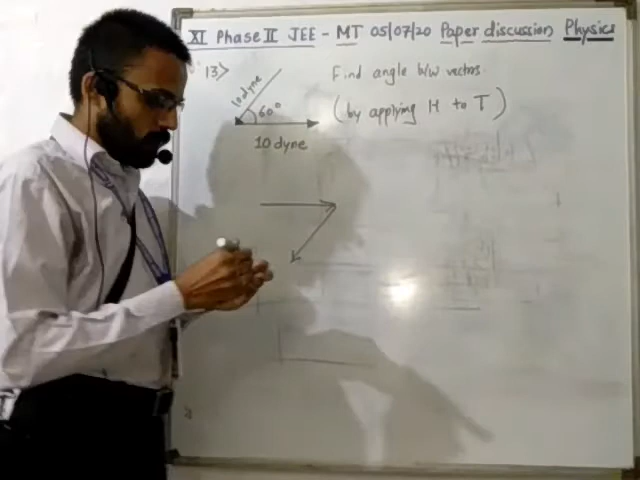 XI Phase II JEE - MT 05/07/20 Paper discussion Physics
13>
Find angle b/w vectors.
(by applying H to T)
10 dyne
60°
10 dyne